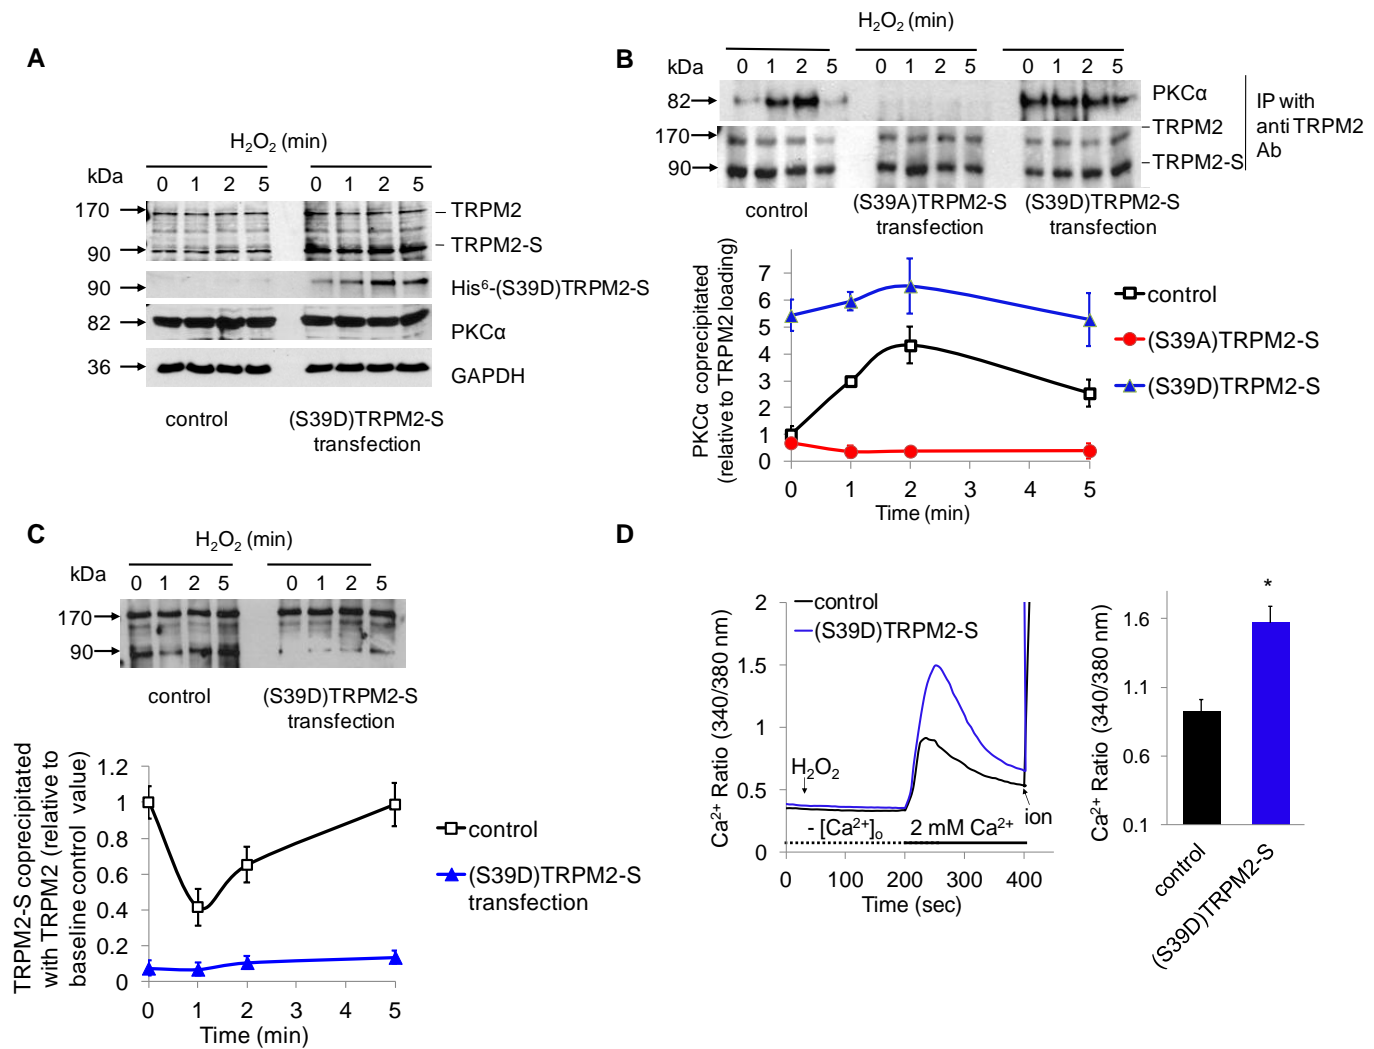 A
H₂O₂ (min)
kDa
0 1 2 5 0 1 2 5
170
TRPM2
90
TRPM2-S
90
His⁶-(S39D)TRPM2-S
82
PKCα
36
GAPDH
control
(S39D)TRPM2-S
transfection
B
H₂O₂ (min)
kDa
0 1 2 5 0 1 2 5 0 1 2 5
82
PKCα
170
TRPM2
90
TRPM2-S
IP with
anti TRPM2
Ab
control
(S39A)TRPM2-S
transfection
(S39D)TRPM2-S
transfection
PKCα coprecipitated
(relative to TRPM2 loading)
7
6
5
4
3
2
1
0
0 1 2 3 4 5
Time (min)
control
(S39A)TRPM2-S
(S39D)TRPM2-S
C
H₂O₂ (min)
kDa
0 1 2 5 0 1 2 5
170
90
control
(S39D)TRPM2-S
transfection
TRPM2-S coprecipitated
with TRPM2 (relative to
baseline control value)
1.2
1
0.8
0.6
0.4
0.2
0
0 1 2 3 4 5
Time (min)
control
(S39D)TRPM2-S
transfection
D
Ca²⁺ Ratio (340/380 nm)
2
1.5
1
0.5
0
control
(S39D)TRPM2-S
H₂O₂
- [Ca²⁺]ₒ
2 mM Ca²⁺
ion
0 100 200 300 400
Time (sec)
Ca²⁺ Ratio (340/380 nm)
1.6
1.1
0.6
0.1
*
control
(S39D)TRPM2-S